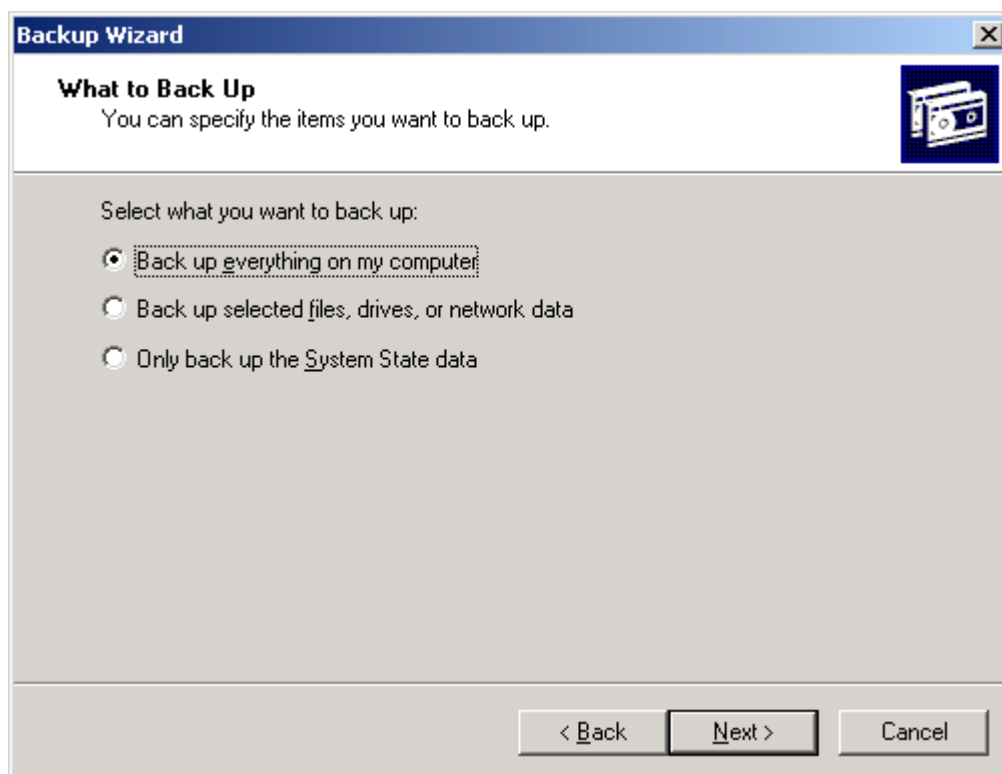 Backup Wizard
What to Back Up
You can specify the items you want to back up.
Select what you want to back up:
Back up everything on my computer
Back up selected files, drives, or network data
Only back up the System State data
< Back
Next >
Cancel